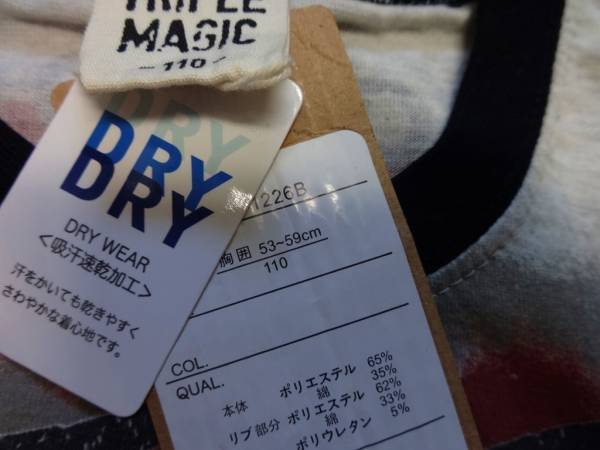 TRIPLE
MAGIC
-110-
DRY
DRY
DRY
DRY WEAR
<吸汗速乾加工>
汗をかいても乾きやすく
さわやかな着心地です。
1226B
胸囲 53~59cm
110
COL.
QUAL.
本体 ポリエステル 65%
綿 35%
リブ部分 ポリエステル 62%
綿 33%
ポリウレタン 5%